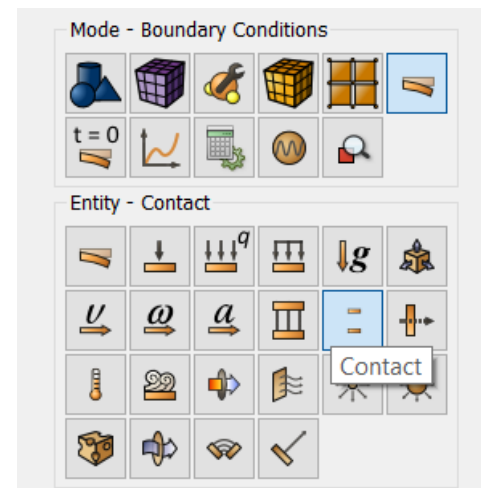 Mode - Boundary Conditions
t = 0
Entity - Contact
q
g
υ ω a
Contact